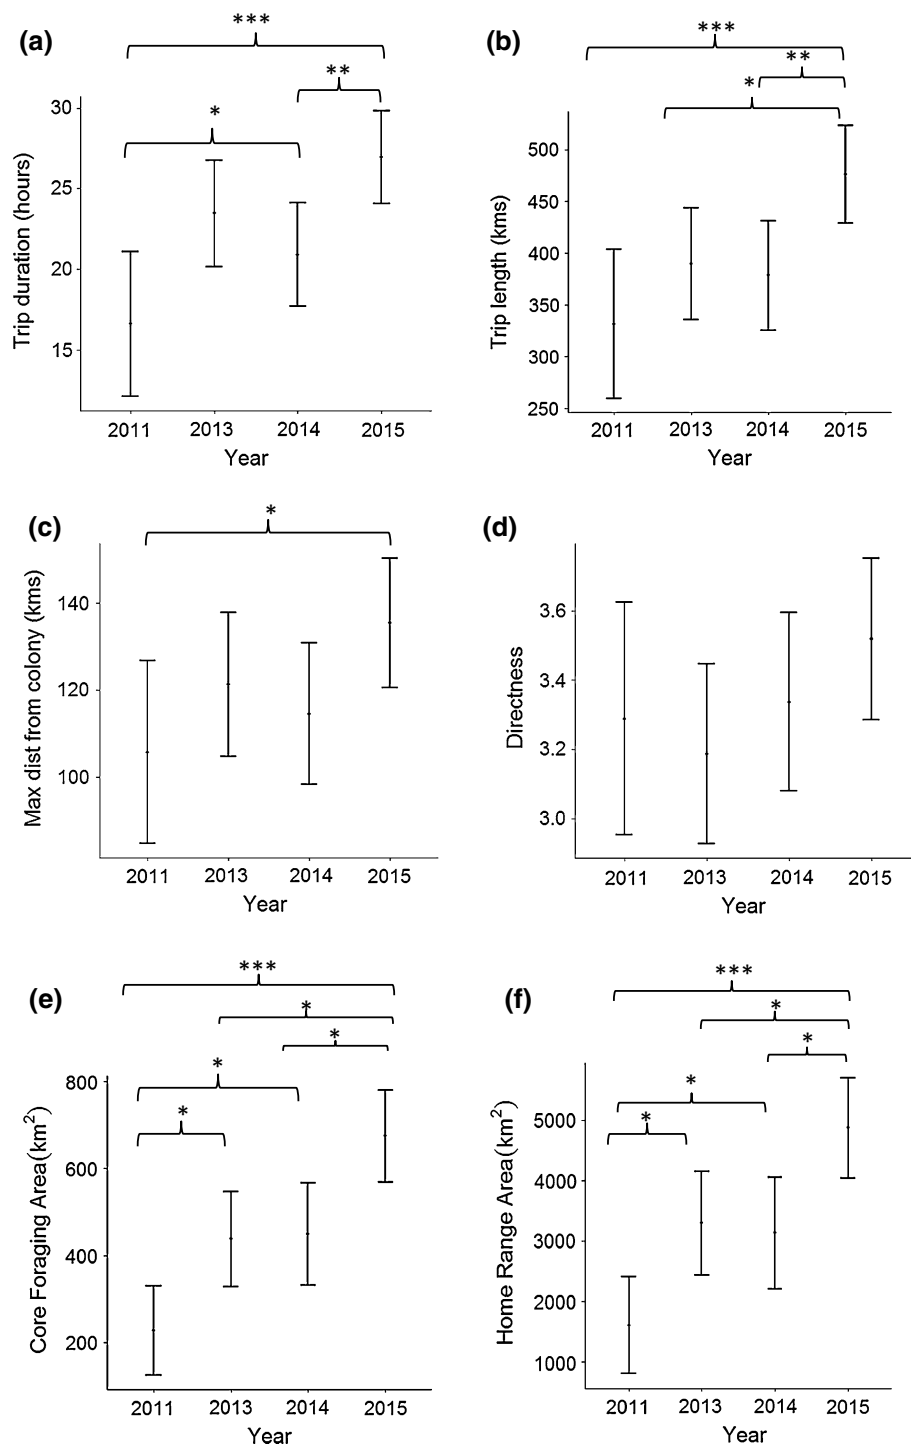 (a)
***
**
*
30
25
20
15
Trip duration (hours)
2011 2013 2014 2015
Year
(b)
***
**
*
500
450
400
350
300
250
Trip length (kms)
2011 2013 2014 2015
Year
(c)
*
140
120
100
Max dist from colony (kms)
2011 2013 2014 2015
Year
(d)
3.6
3.4
3.2
3.0
Directness
2011 2013 2014 2015
Year
(e)
***
*
*
*
*
800
600
400
200
Core Foraging Area(km²)
2011 2013 2014 2015
Year
(f)
***
*
*
*
*
5000
4000
3000
2000
1000
Home Range Area(km²)
2011 2013 2014 2015
Year